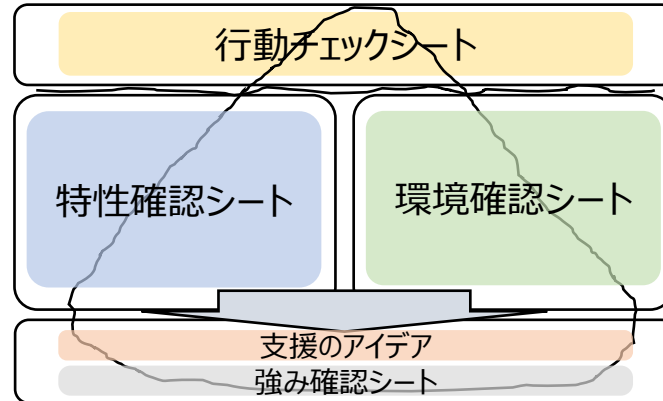 行動チェックシート
特性確認シート
環境確認シート
支援のアイデア
強み確認シート